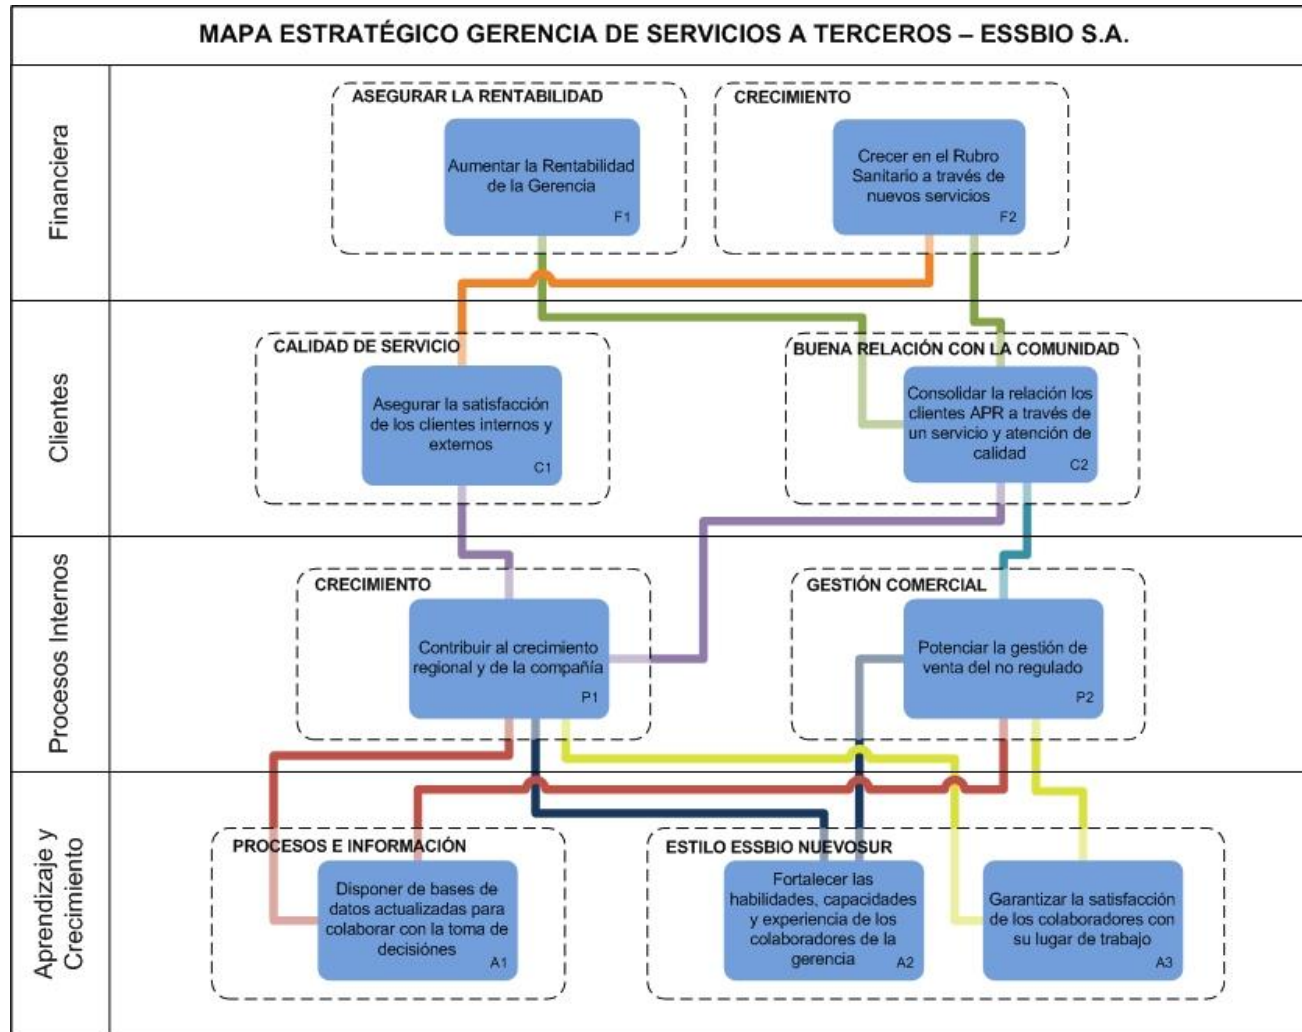 MAPA ESTRATÉGICO GERENCIA DE SERVICIOS A TERCEROS – ESSBIO S.A.
Financiera
ASEGURAR LA RENTABILIDAD
Aumentar la Rentabilidad
de la Gerencia
F1
CRECIMIENTO
Crecer en el Rubro
Sanitario a través de
nuevos servicios
F2
Clientes
CALIDAD DE SERVICIO
Asegurar la satisfacción
de los clientes internos y
externos
C1
BUENA RELACIÓN CON LA COMUNIDAD
Consolidar la relación los
clientes APR a través de
un servicio y atención de
calidad
C2
Procesos Internos
CRECIMIENTO
Contribuir al crecimiento
regional y de la compañía
P1
GESTIÓN COMERCIAL
Potenciar la gestión de
venta del no regulado
P2
Aprendizaje y
Crecimiento
PROCESOS E INFORMACIÓN
Disponer de bases de
datos actualizadas para
colaborar con la toma de
decisiónes
A1
ESTILO ESSBIO NUEVOSUR
Fortalecer las
habilidades, capacidades
y experiencia de los
colaboradores de la
gerencia
A2
Garantizar la satisfacción
de los colaboradores con
su lugar de trabajo
A3